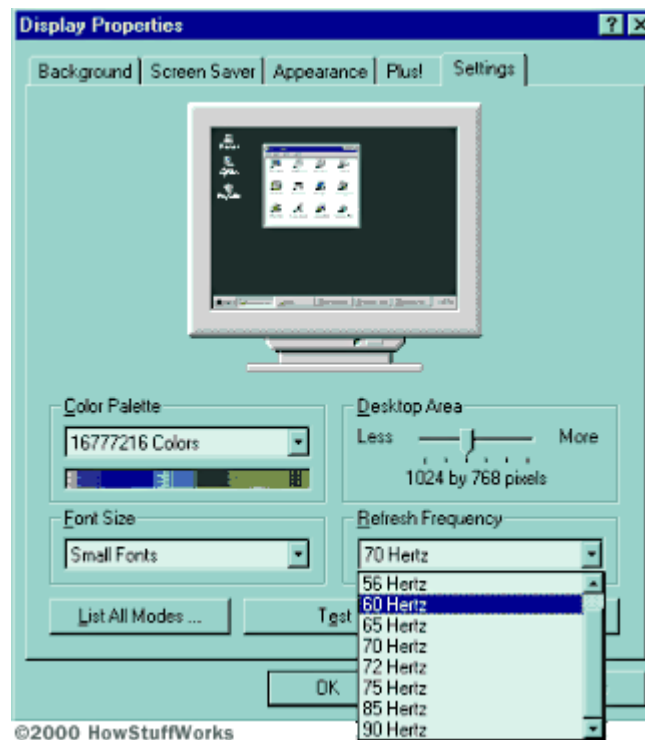 Display Properties
? X
Background Screen Saver Appearance Plus! Settings
Color Palette
16777216 Colors
Desktop Area
Less More
1024 by 768 pixels
Font Size
Small Fonts
Refresh Frequency
70 Hertz
56 Hertz
60 Hertz
65 Hertz
70 Hertz
72 Hertz
75 Hertz
85 Hertz
90 Hertz
List All Modes ...
Test
OK
©2000 HowStuffWorks